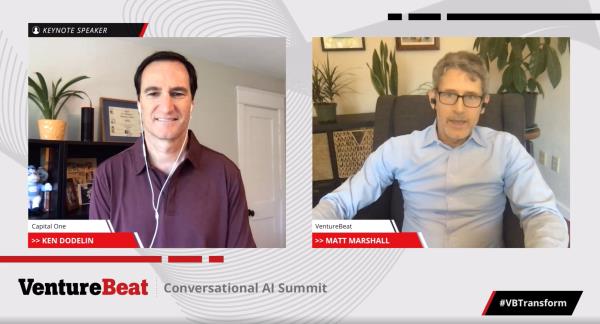 KEYNOTE SPEAKER
Capital One
>> KEN DODELIN
VentureBeat
>> MATT MARSHALL
VentureBeat Conversational AI Summit
#VBTransform